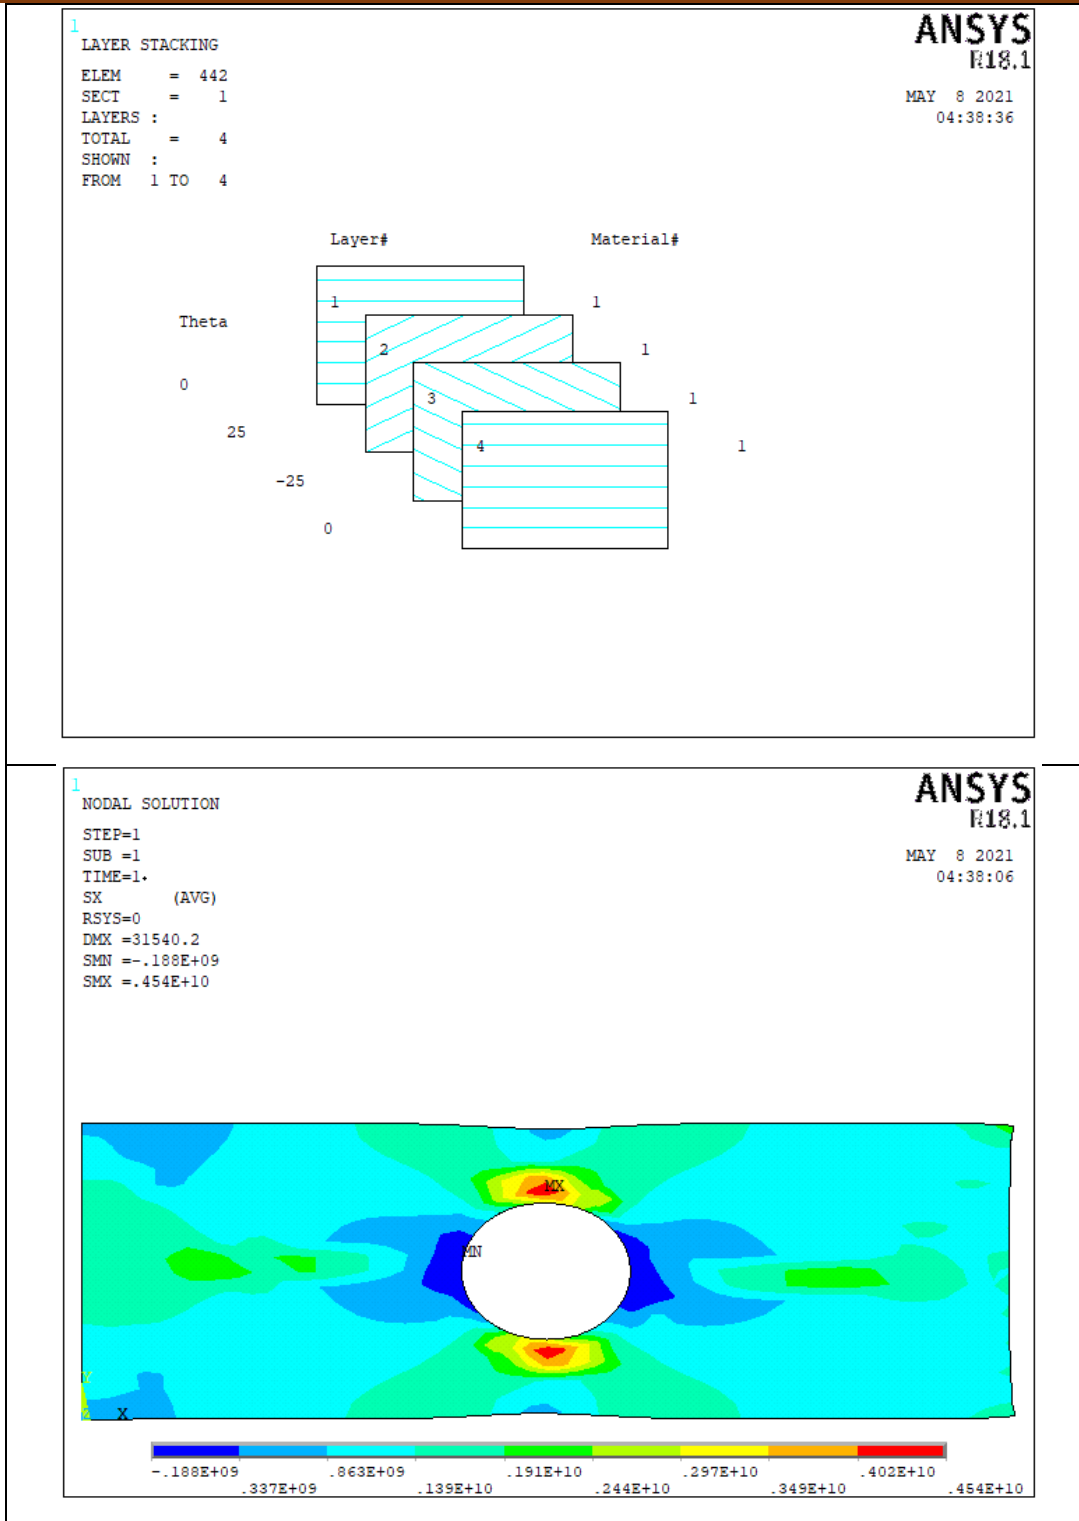 1
LAYER STACKING
ANSYS
R18.1
ELEM = 442
SECT = 1
LAYERS :
TOTAL = 4
SHOWN :
FROM 1 TO 4
MAY 8 2021
04:38:36
Layer# Material#
1 1
Theta
2 1
0
3 1
25
4 1
-25
0
1
NODAL SOLUTION
ANSYS
R18.1
STEP=1
SUB =1
TIME=1.
SX (AVG)
RSYS=0
DMX =31540.2
SMN =-.188E+09
SMX =.454E+10
MAY 8 2021
04:38:06
MX
MN
Y
Z X
-.188E+09 .863E+09 .191E+10 .297E+10 .402E+10
.337E+09 .139E+10 .244E+10 .349E+10 .454E+10